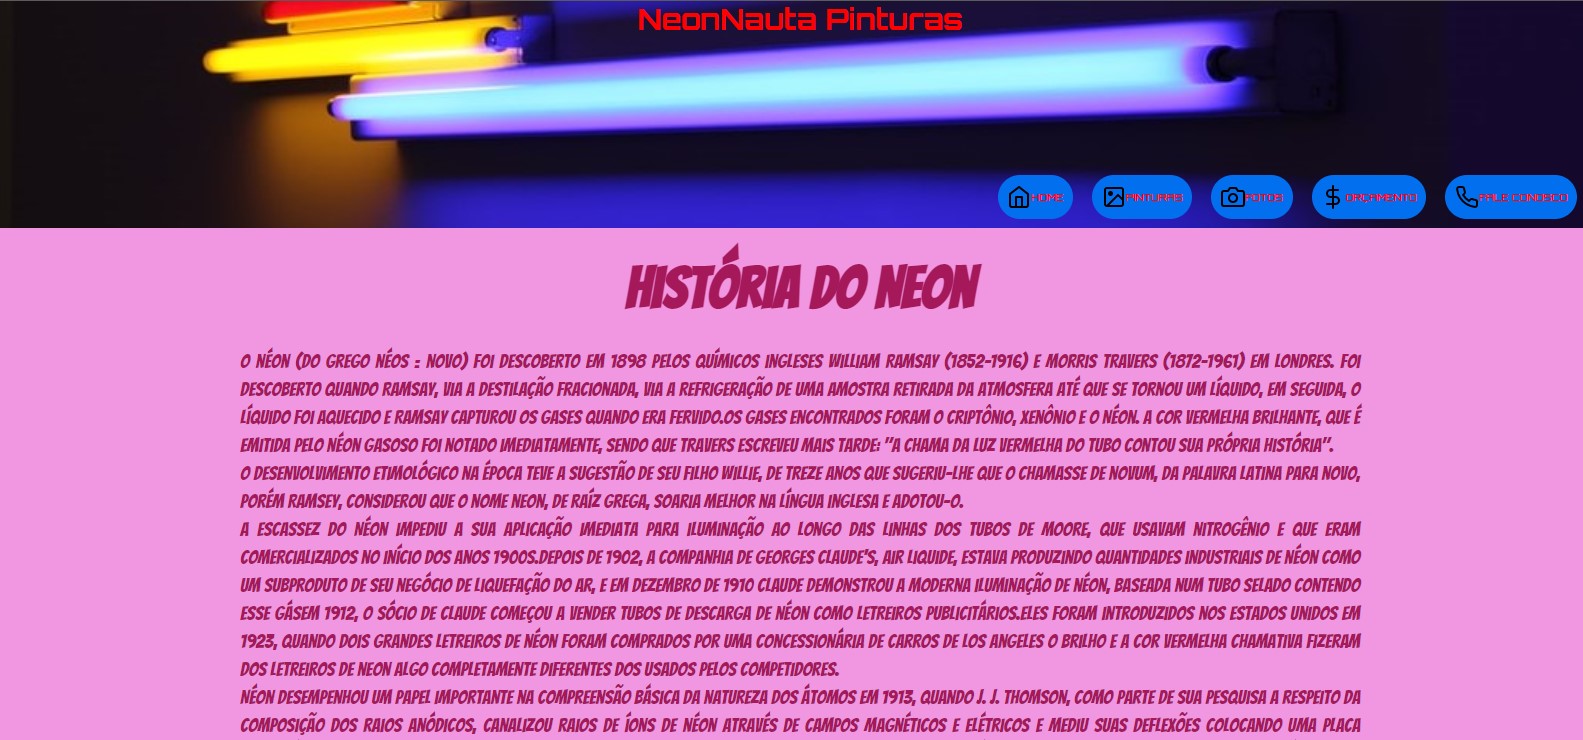 NeonNauta Pinturas
HOME PINTURAS FOTOS ORÇAMENTO FALE CONOSCO
HISTÓRIA DO NEON
O NÉON (DO GREGO NÉOS : NOVO) FOI DESCOBERTO EM 1898 PELOS QUÍMICOS INGLESES WILLIAM RAMSAY (1852-1916) E MORRIS TRAVERS (1872-1961) EM LONDRES. FOI
DESCOBERTO QUANDO RAMSAY, VIA A DESTILAÇÃO FRACIONADA, VIA A REFRIGERAÇÃO DE UMA AMOSTRA RETIRADA DA ATMOSFERA ATÉ QUE SE TORNOU UM LÍQUIDO, EM SEGUIDA, O
LÍQUIDO FOI AQUECIDO E RAMSAY CAPTUROU OS GASES QUANDO ERA FERVIDO.OS GASES ENCONTRADOS FORAM O CRIPTÔNIO, XENÔNIO E O NÉON. A COR VERMELHA BRILHANTE, QUE É
EMITIDA PELO NÉON GASOSO FOI NOTADO IMEDIATAMENTE, SENDO QUE TRAVERS ESCREVEU MAIS TARDE: "A CHAMA DA LUZ VERMELHA DO TUBO CONTOU SUA PRÓPRIA HISTÓRIA".
O DESENVOLVIMENTO ETIMOLÓGICO NA ÉPOCA TEVE A SUGESTÃO DE SEU FILHO WILLIE, DE TREZE ANOS QUE SUGERIU-LHE QUE O CHAMASSE DE NOVUM, DA PALAVRA LATINA PARA NOVO,
PORÉM RAMSEY, CONSIDEROU QUE O NOME NEON, DE RAÍZ GREGA, SOARIA MELHOR NA LÍNGUA INGLESA E ADOTOU-O.
A ESCASSEZ DO NÉON IMPEDIU A SUA APLICAÇÃO IMEDIATA PARA ILUMINAÇÃO AO LONGO DAS LINHAS DOS TUBOS DE MOORE, QUE USAVAM NITROGÊNIO E QUE ERAM
COMERCIALIZADOS NO INÍCIO DOS ANOS 1900S.DEPOIS DE 1902, A COMPANHIA DE GEORGES CLAUDE'S, AIR LIQUIDE, ESTAVA PRODUZINDO QUANTIDADES INDUSTRIAIS DE NÉON COMO
UM SUBPRODUTO DE SEU NEGÓCIO DE LIQUEFAÇÃO DO AR, E EM DEZEMBRO DE 1910 CLAUDE DEMONSTROU A MODERNA ILUMINAÇÃO DE NÉON, BASEADA NUM TUBO SELADO CONTENDO
ESSE GÁSEM 1912, O SÓCIO DE CLAUDE COMEÇOU A VENDER TUBOS DE DESCARGA DE NÉON COMO LETREIROS PUBLICITÁRIOS.ELES FORAM INTRODUZIDOS NOS ESTADOS UNIDOS EM
1923, QUANDO DOIS GRANDES LETREIROS DE NÉON FORAM COMPRADOS POR UMA CONCESSIONÁRIA DE CARROS DE LOS ANGELES O BRILHO E A COR VERMELHA CHAMATIVA FIZERAM
DOS LETREIROS DE NEON ALGO COMPLETAMENTE DIFERENTES DOS USADOS PELOS COMPETIDORES.
NÉON DESEMPENHOU UM PAPEL IMPORTANTE NA COMPREENSÃO BÁSICA DA NATUREZA DOS ÁTOMOS EM 1913, QUANDO J. J. THOMSON, COMO PARTE DE SUA PESQUISA A RESPEITO DA
COMPOSIÇÃO DOS RAIOS ANÓDICOS, CANALIZOU RAIOS DE ÍONS DE NÉON ATRAVÉS DE CAMPOS MAGNÉTICOS E ELÉTRICOS E MEDIU SUAS DEFLEXÕES COLOCANDO UMA PLACA